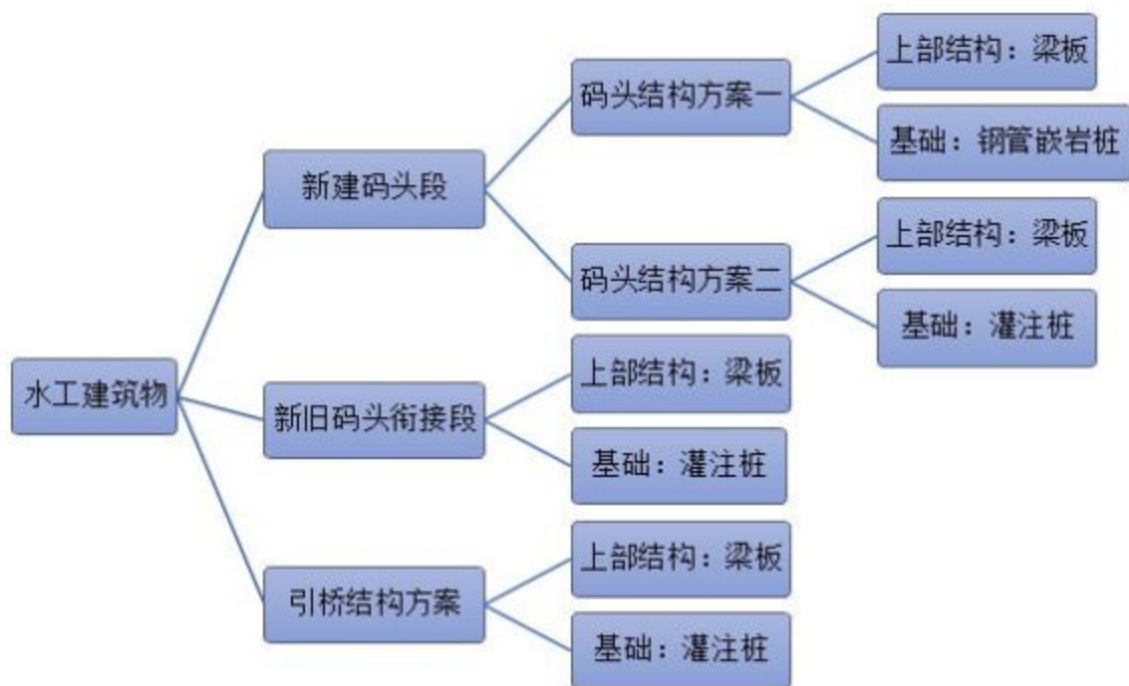 水工建筑物
新建码头段
码头结构方案一
上部结构：梁板
基础：钢管嵌岩桩
码头结构方案二
上部结构：梁板
基础：灌注桩
新旧码头衔接段
上部结构：梁板
基础：灌注桩
引桥结构方案
上部结构：梁板
基础：灌注桩